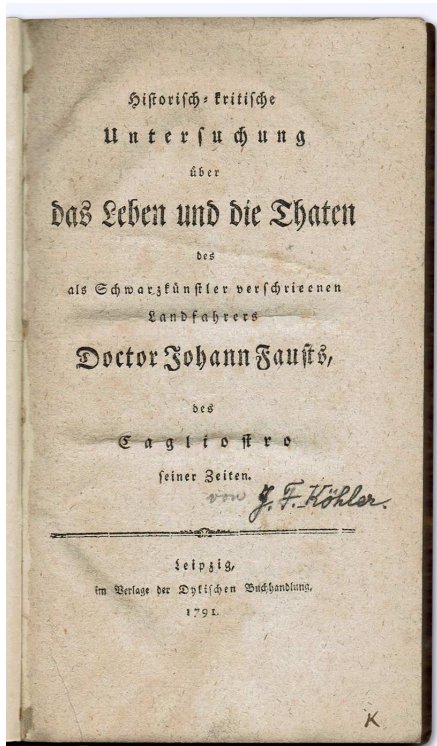 Historisch-kritische
Untersuchung
über
das Leben und die Thaten
des
als Schwarzkünstler verschrieenen
Landfahrers
Doctor Johann Fausts,
des
Cagliostro
seiner Zeiten.
von J. F. Köhler.
Leipzig,
im Verlage der Dykischen Buchhandlung,
1791.
K